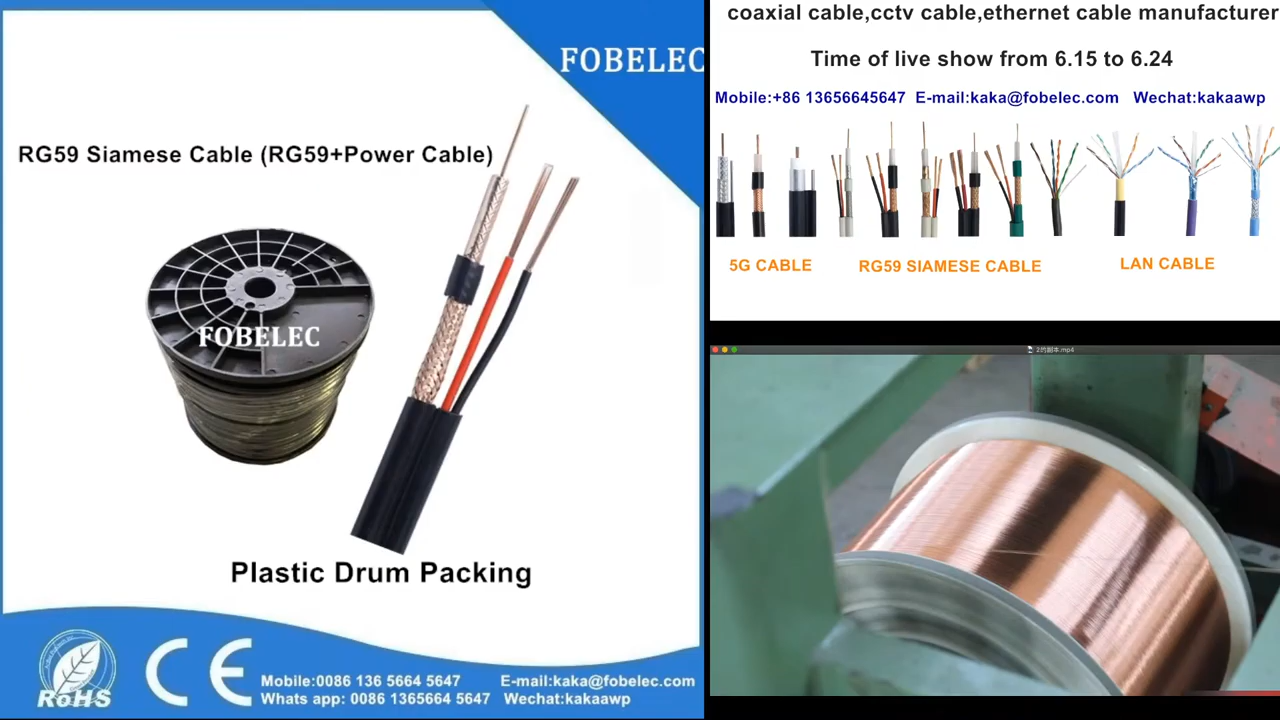 FOBELEC
RG59 Siamese Cable (RG59+Power Cable)
FOBELEC
Plastic Drum Packing
RoHS
CE
Mobile:0086 136 5664 5647 E-mail:kaka@fobelec.com
Whats app: 0086 1365664 5647 Wechat:kakaawp
coaxial cable,cctv cable,ethernet cable manufacturer
Time of live show from 6.15 to 6.24
Mobile:+86 13656645647 E-mail:kaka@fobelec.com Wechat:kakaawp
5G CABLE
RG59 SIAMESE CABLE
LAN CABLE